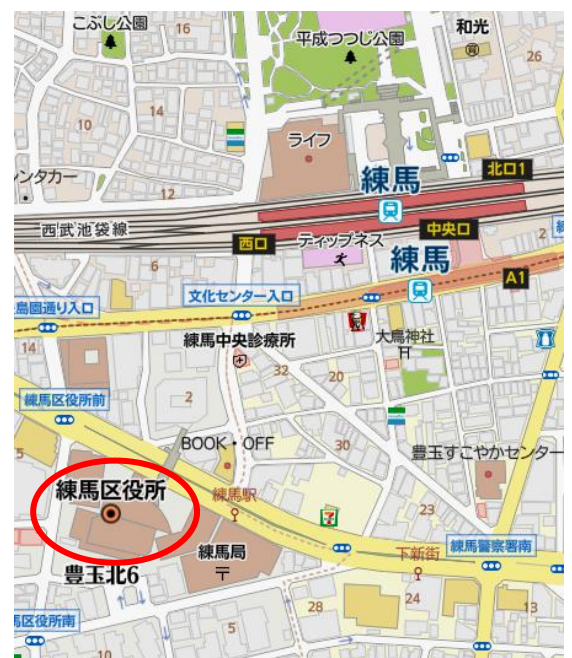 こぶし公園
16
平成つつじ公園
和光
26
14
10
ライフ
ンタカー
12
練馬
北口1
西武池袋線
西口
ティップネス
中央口
2
練
6
練馬
A1
島園通り入口
文化センター入口
練馬中央診療所
大鳥神社
14
32
20
練馬区役所前
2
BOOK・OFF
30
豊玉すこやかセンター
5
練馬区役所
練馬駅
23
練馬局
下新街
練馬警察署南
豊玉北6
馬区役所南
28
24
13
5
10